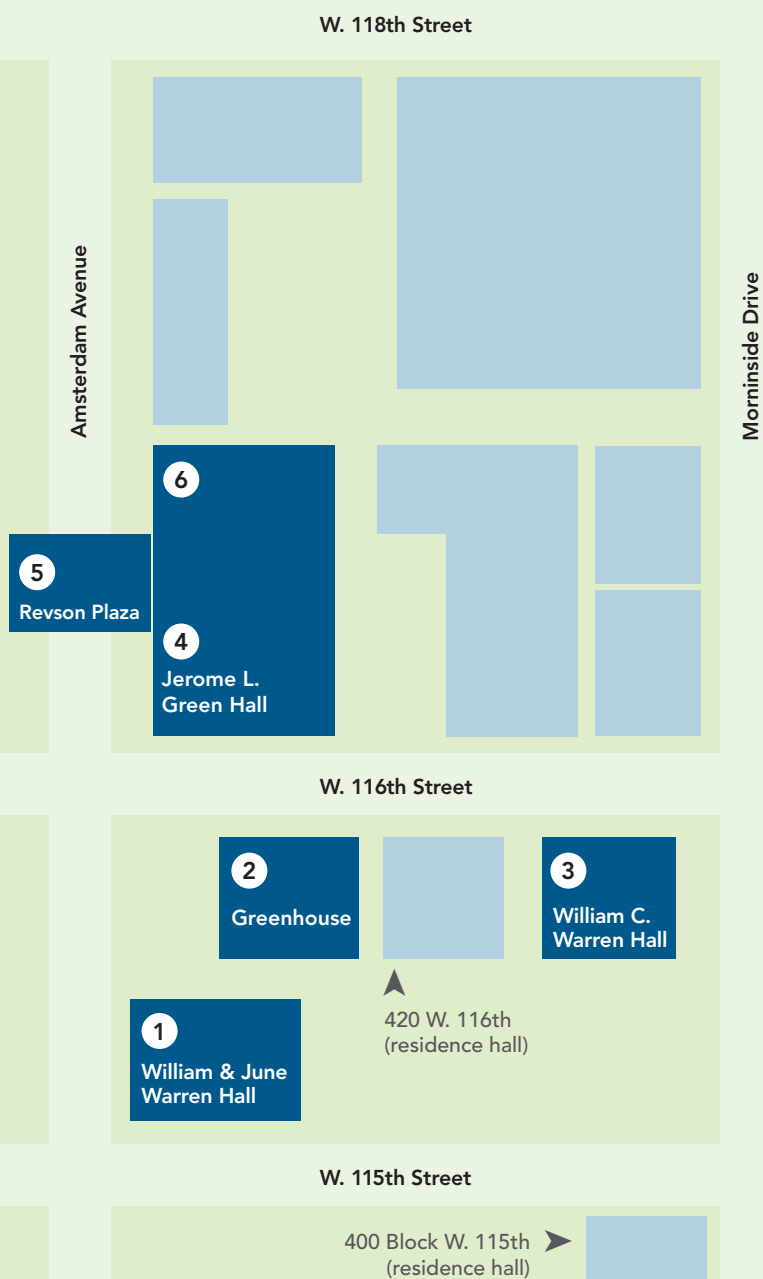 W. 118th Street
Amsterdam Avenue
Morninside Drive
6
5
Revson Plaza
4
Jerome L.
Green Hall
W. 116th Street
2
Greenhouse
3
William C.
Warren Hall
420 W. 116th
(residence hall)
1
William & June
Warren Hall
W. 115th Street
400 Block W. 115th
(residence hall)